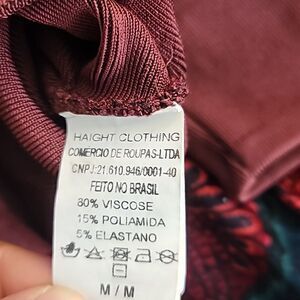 HAIGHT CLOTHING
COMERCIO DE ROUPAS LTDA
CNPJ:21.610.946/0001-40
FEITO NO BRASIL
80% VISCOSE
15% POLIAMIDA
5% ELASTANO
M / M